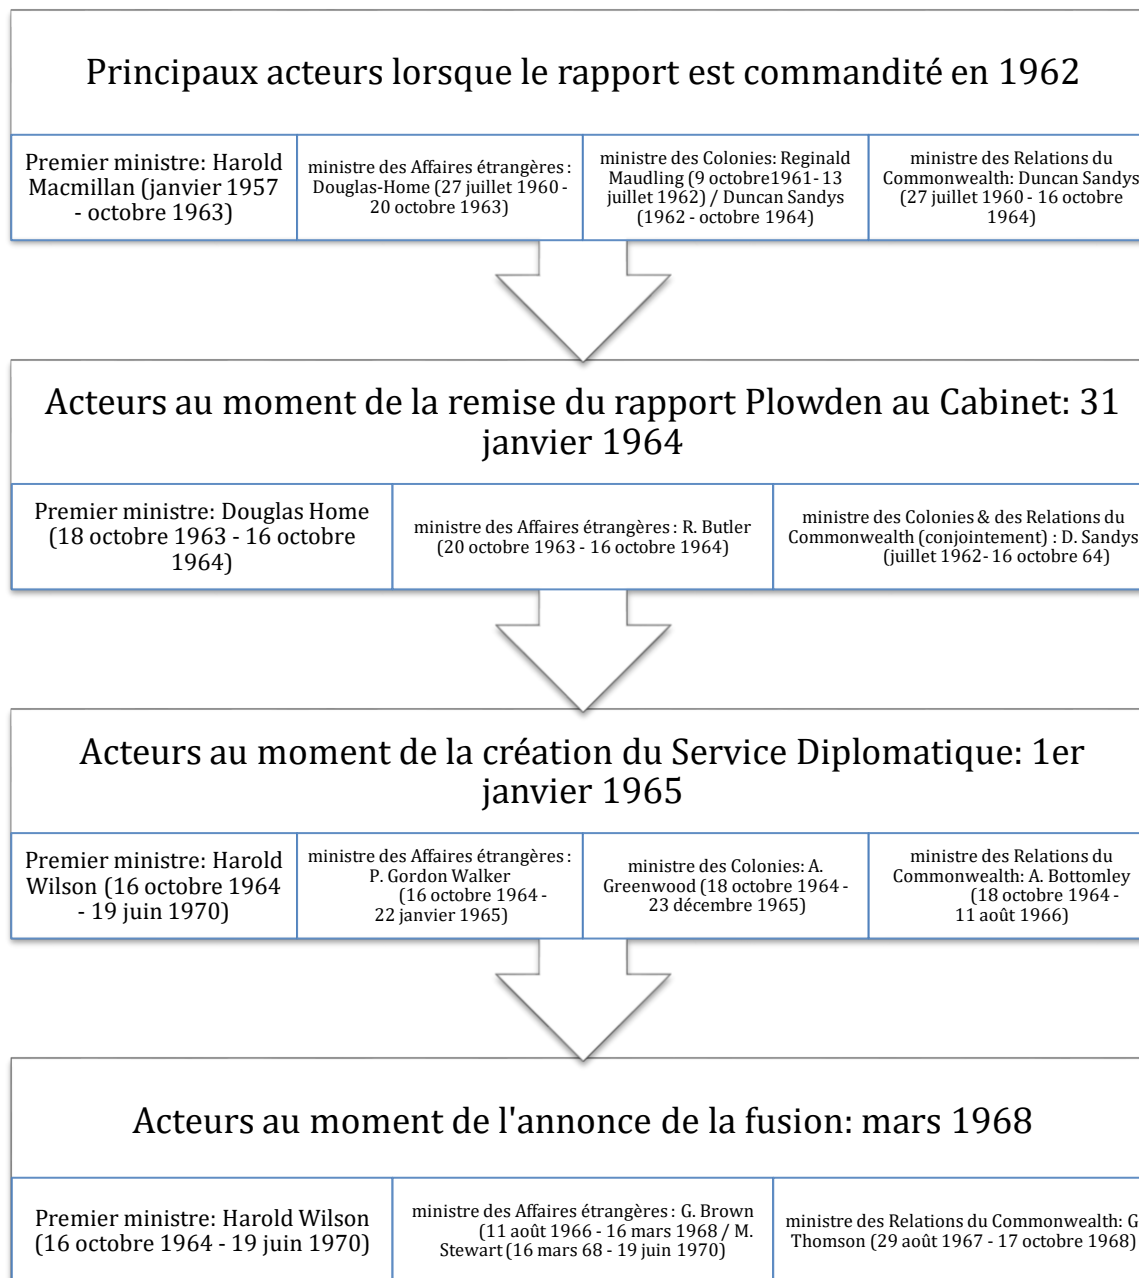 Principaux acteurs lorsque le rapport est commandité en 1962
Premier ministre: Harold
Macmillan (janvier 1957
- octobre 1963)
ministre des Affaires étrangères :
Douglas-Home (27 juillet 1960 -
20 octobre 1963)
ministre des Colonies: Reginald
Maudling (9 octobre1961- 13
juillet 1962) / Duncan Sandys
(1962 - octobre 1964)
ministre des Relations du
Commonwealth: Duncan Sandys
(27 juillet 1960 - 16 octobre
1964)
Acteurs au moment de la remise du rapport Plowden au Cabinet: 31
janvier 1964
Premier ministre: Douglas Home
(18 octobre 1963 - 16 octobre
1964)
ministre des Affaires étrangères : R. Butler
(20 octobre 1963 - 16 octobre 1964)
ministre des Colonies & des Relations du
Commonwealth (conjointement) : D. Sandys
(juillet 1962- 16 octobre 64)
Acteurs au moment de la création du Service Diplomatique: 1er
janvier 1965
Premier ministre: Harold
Wilson (16 octobre 1964
- 19 juin 1970)
ministre des Affaires étrangères :
P. Gordon Walker
(16 octobre 1964 -
22 janvier 1965)
ministre des Colonies: A.
Greenwood (18 octobre 1964 -
23 décembre 1965)
ministre des Relations du
Commonwealth: A. Bottomley
(18 octobre 1964 -
11 août 1966)
Acteurs au moment de l'annonce de la fusion: mars 1968
Premier ministre: Harold Wilson
(16 octobre 1964 - 19 juin 1970)
ministre des Affaires étrangères : G. Brown
(11 août 1966 - 16 mars 1968 / M.
Stewart (16 mars 68 - 19 juin 1970)
ministre des Relations du Commonwealth: G
Thomson (29 août 1967 - 17 octobre 1968)